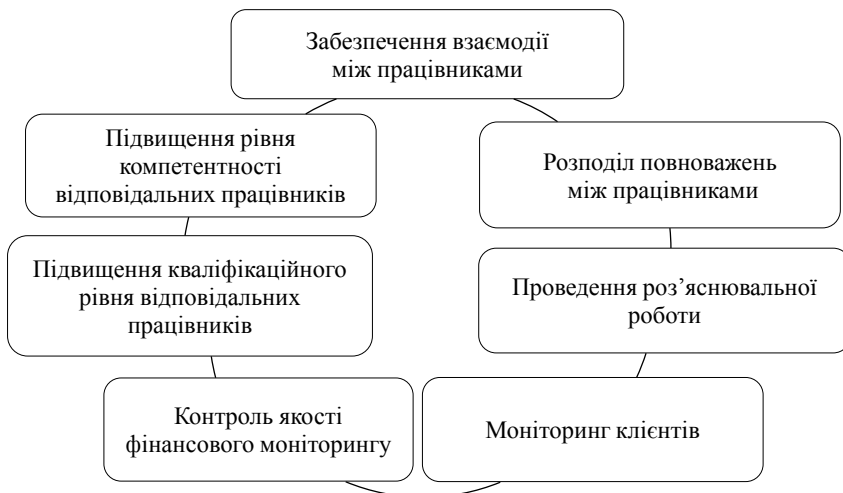 Забезпечення взаємодії
між працівниками
Підвищення рівня
компетентності
відповідальних працівників
Розподіл повноважень
між працівниками
Підвищення кваліфікаційного
рівня відповідальних
працівників
Проведення роз’яснювальної
роботи
Контроль якості
фінансового моніторингу
Моніторинг клієнтів